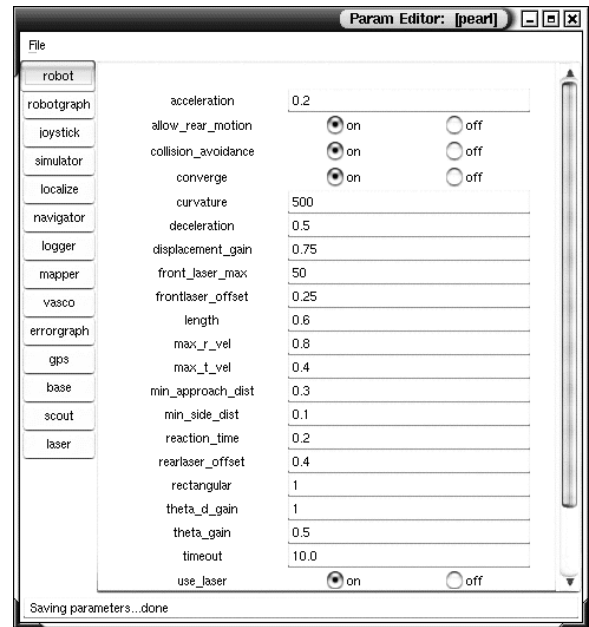 Param Editor: [pearl]
File
robot
robotgraph
joystick
simulator
localize
navigator
logger
mapper
vasco
errorgraph
gps
base
scout
laser
acceleration 0.2
allow_rear_motion on off
collision_avoidance on off
converge on off
curvature 500
deceleration 0.5
displacement_gain 0.75
front_laser_max 50
frontlaser_offset 0.25
length 0.6
max_r_vel 0.8
max_t_vel 0.4
min_approach_dist 0.3
min_side_dist 0.1
reaction_time 0.2
rearlaser_offset 0.4
rectangular 1
theta_d_gain 1
theta_gain 0.5
timeout 10.0
use_laser on off
Saving parameters...done